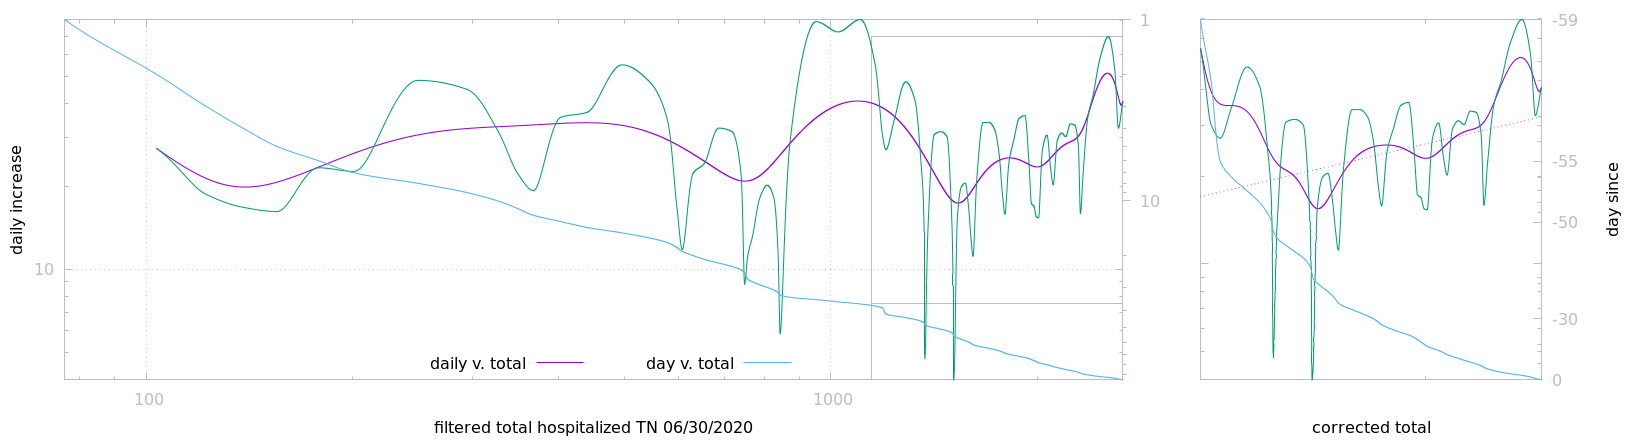 1
-59
10
-55
-50
10
-30
0
daily increase
day since
daily v. total
day v. total
100
1000
filtered total hospitalized TN 06/30/2020
corrected total